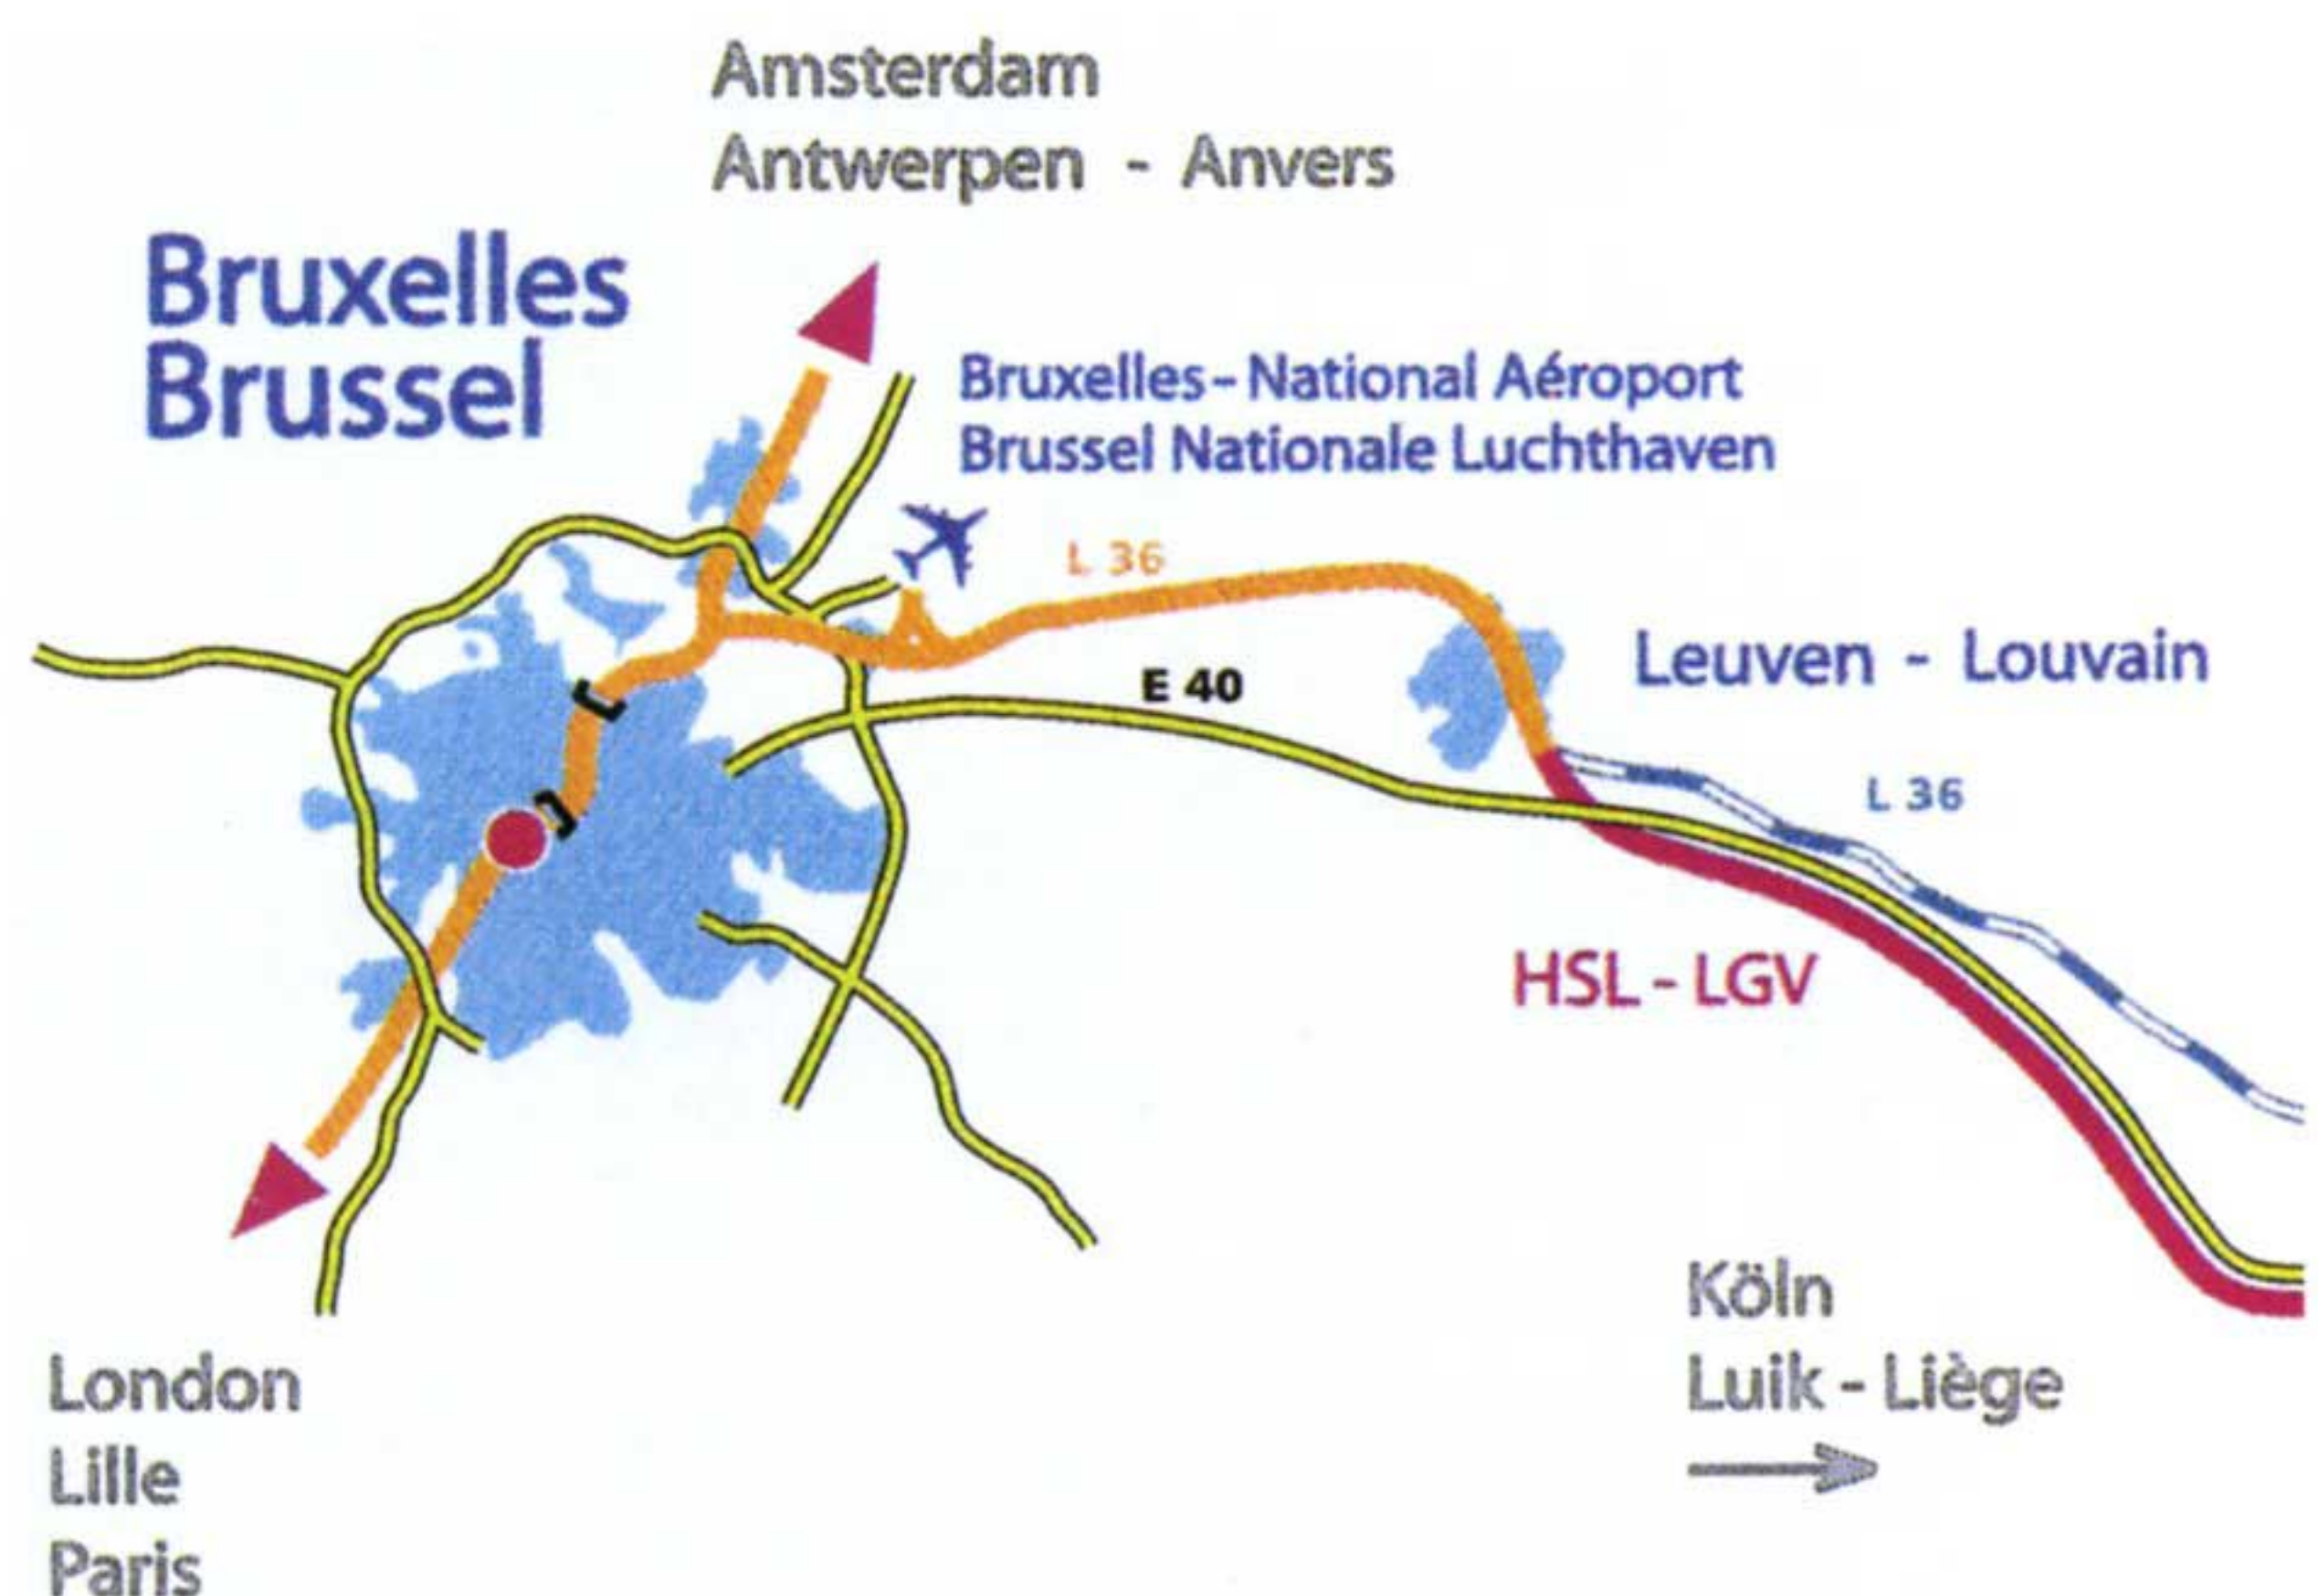 Amsterdam
Antwerpen - Anvers
Bruxelles
Brussel
Bruxelles-National Aéroport
Brussel Nationale Luchthaven
L 36
Leuven - Louvain
E 40
L 36
HSL - LGV
Köln
Luik - Liège
London
Lille
Paris